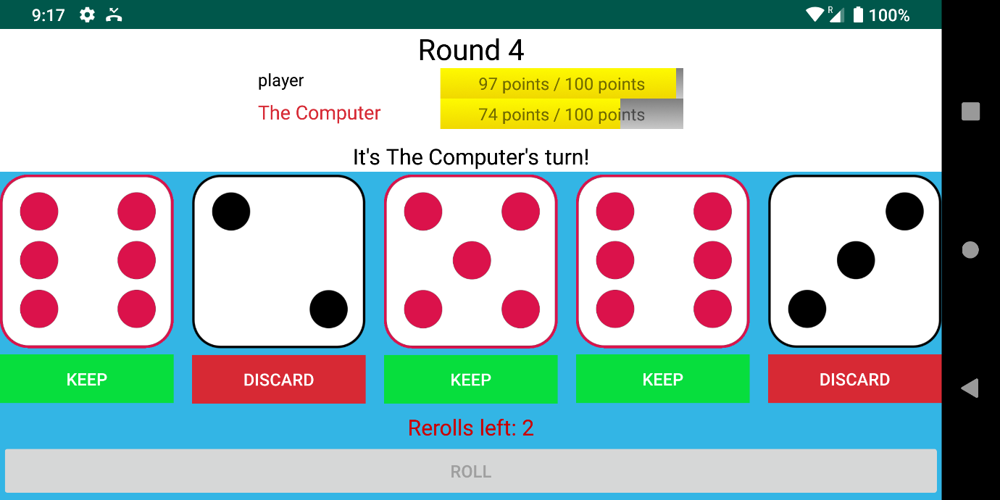 9:17 R 100%
Round 4
player 97 points / 100 points
The Computer 74 points / 100 points
It's The Computer's turn!
KEEP DISCARD KEEP KEEP DISCARD
Rerolls left: 2
ROLL